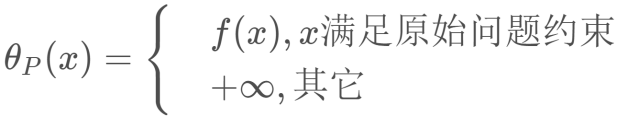 θ_P(x) = { f(x), x满足原始问题约束
+∞, 其它